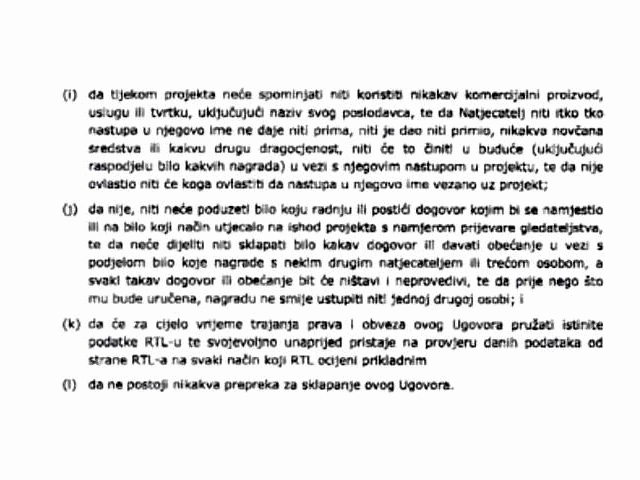 (i) da tijekom projekta neće spominjati niti koristiti nikakav komercijalni proizvod,
uslugu ili tvrtku, uključujući naziv svog poslodavca, te da Natjecatelj niti itko tko
nastupa u njegovo ime ne daje niti prima, niti je dao niti primio, nikakva novčana
sredstva ili kakvu drugu dragocjenost, niti će to činiti u buduće (uključujući
raspodjelu bilo kakvih nagrada) u vezi s njegovim nastupom u projektu, te da nije
ovlastio niti će koga ovlastiti da nastupa u njegovo ime vezano uz projekt;
(j) da nije, niti neće poduzeti bilo koju radnju ili postići dogovor kojim bi se namjestio
ili na bilo koji način utjecalo na ishod projekta s namjerom prijevare gledateljstva,
te da neće dijeliti niti sklapati bilo kakav dogovor ili davati obećanje u vezi s
podjelom bilo koje nagrade s nekim drugim natjecateljem ili trećom osobom, a
svaki takav dogovor ili obećanje bit će ništavi i neprovedivi, te da prije nego što
mu bude uručena, nagradu ne smije ustupiti niti jednoj drugoj osobi; i
(k) da će za cijelo vrijeme trajanja prava i obveza ovog Ugovora pružati istinite
podatke RTL-u te svojevoljno unaprijed pristaje na provjeru danih podataka od
strane RTL-a na svaki način koji RTL ocijeni prikladnim
(l) da ne postoji nikakva prepreka za sklapanje ovog Ugovora.